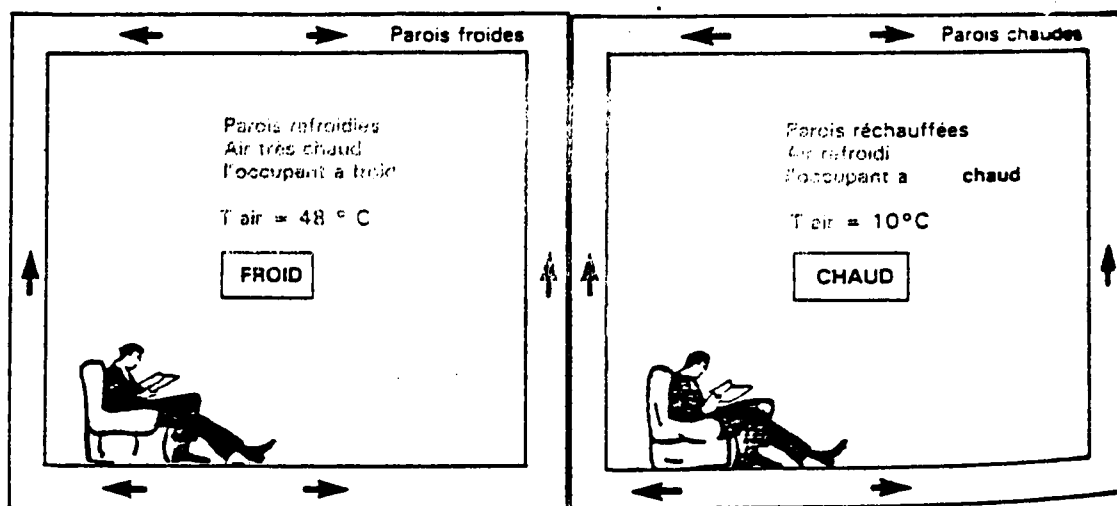 Parois froides
Parois refroidies
Air très chaud
l'occupant a froid
T air = 48 ° C
FROID
Parois chaudes
Parois réchauffées
Air refroidi
l'occupant a chaud
T air = 10°C
CHAUD